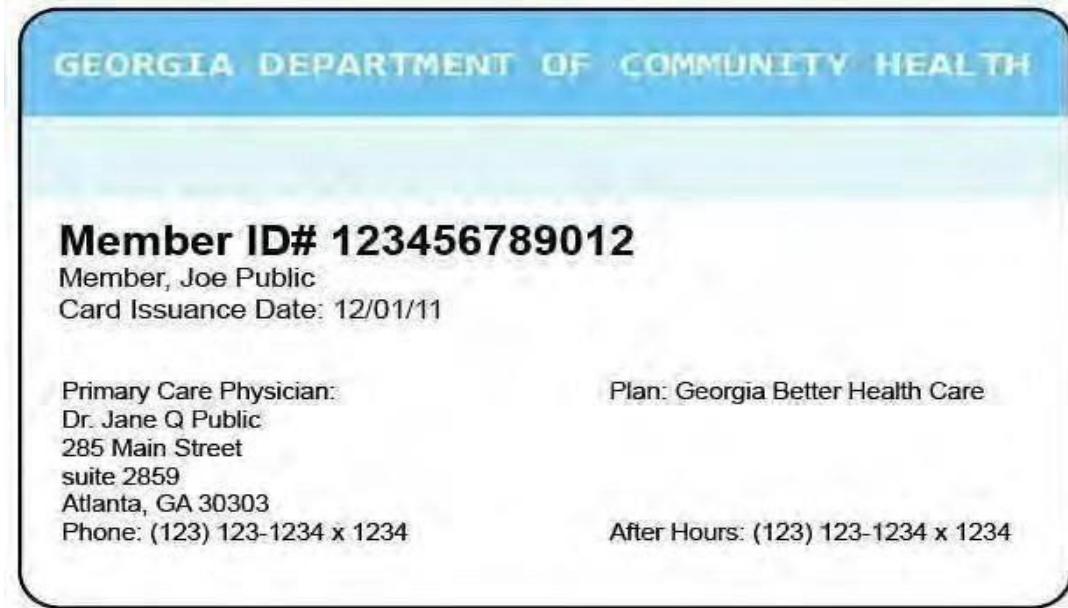 GEORGIA DEPARTMENT OF COMMUNITY HEALTH
Member ID# 123456789012
Member, Joe Public
Card Issuance Date: 12/01/11
Primary Care Physician:
Dr. Jane Q Public
285 Main Street
suite 2859
Atlanta, GA 30303
Phone: (123) 123-1234 x 1234
Plan: Georgia Better Health Care
After Hours: (123) 123-1234 x 1234